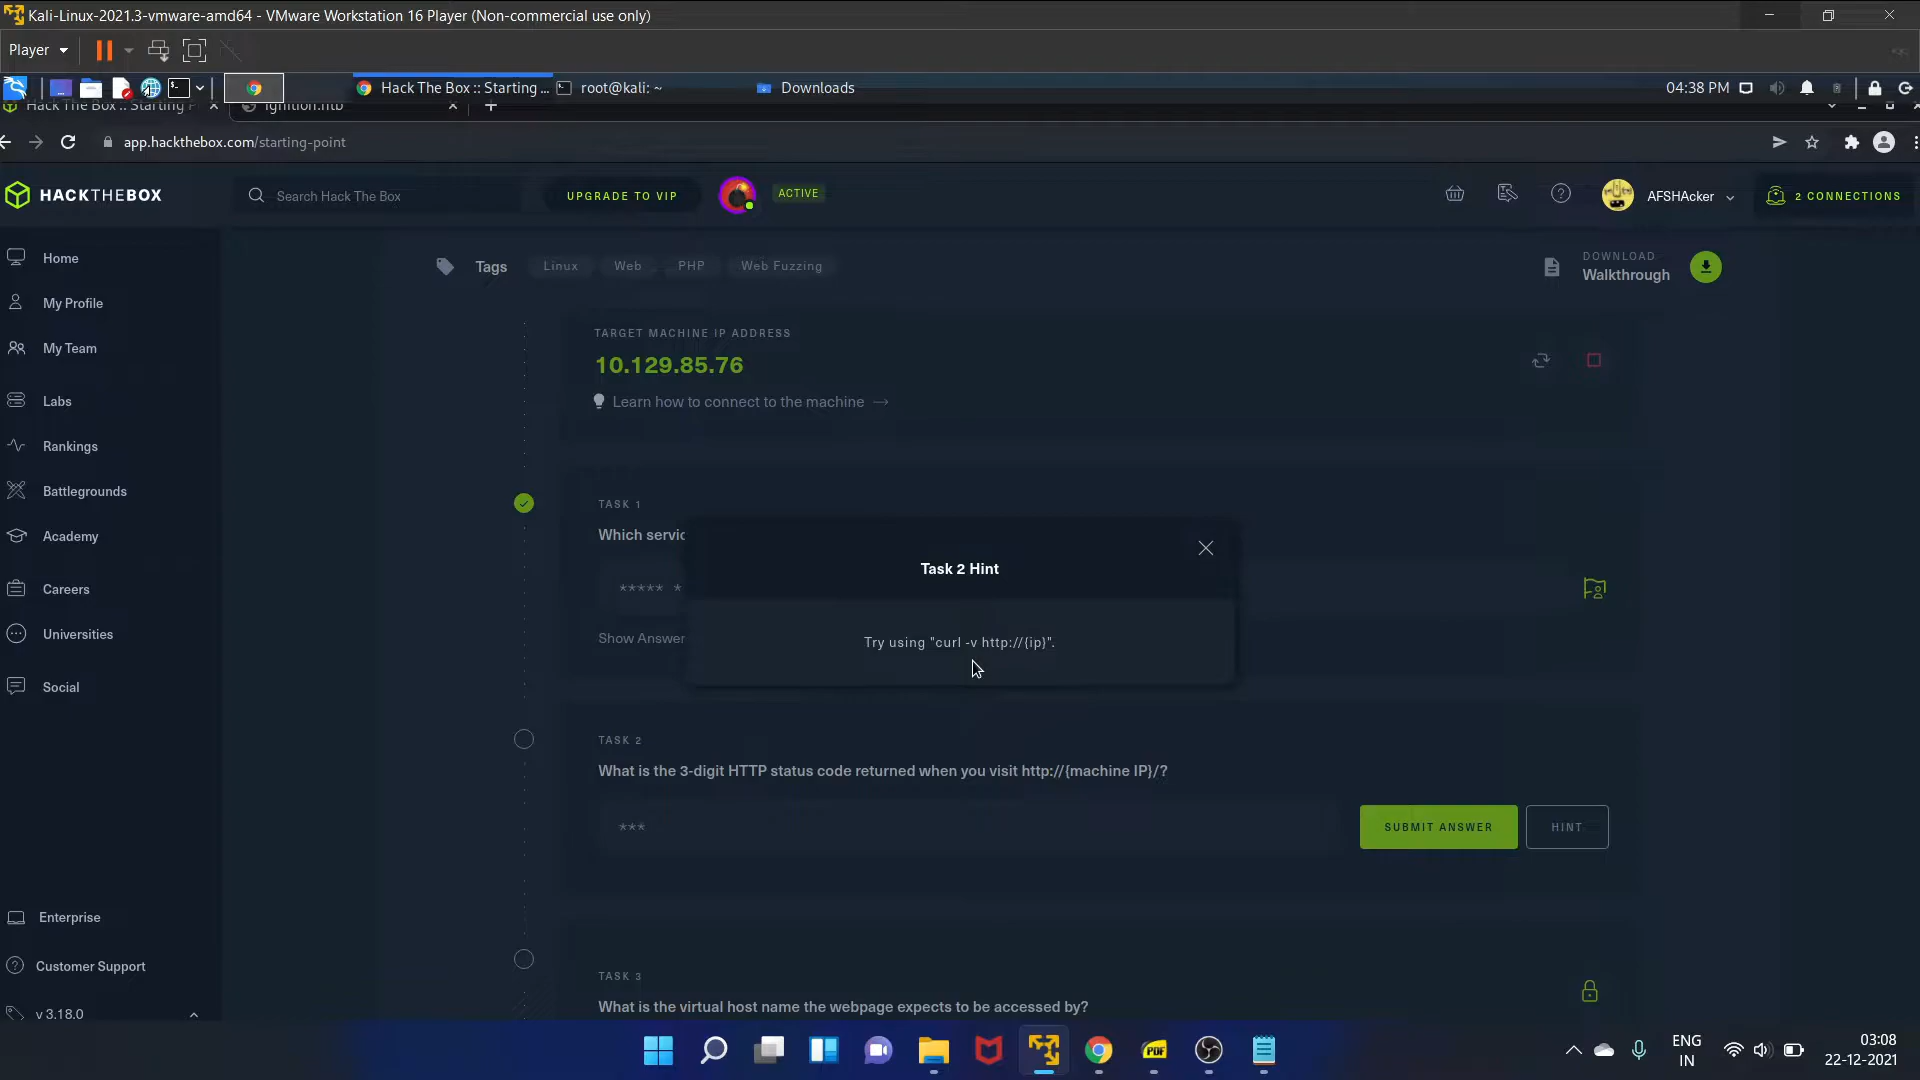 Kali-Linux-2021.3-vmware-amd64 - VMware Workstation 16 Player (Non-commercial use only)
Player
Hack The Box :: Starting ...
root@kali: ~
Downloads
04:38 PM
Hack The Box :: Starting P
ignition.htb
app.hackthebox.com/starting-point
HACKTHEBOX
Search Hack The Box
UPGRADE TO VIP
ACTIVE
AFSHAcker
2 CONNECTIONS
Home
My Profile
My Team
Labs
Rankings
Battlegrounds
Academy
Careers
Universities
Social
Enterprise
Customer Support
v 3.18.0
Tags
Linux
Web
PHP
Web Fuzzing
DOWNLOAD
Walkthrough
TARGET MACHINE IP ADDRESS
10.129.85.76
Learn how to connect to the machine →
TASK 1
Which servic
***** *
Show Answer
Task 2 Hint
Try using "curl -v http://{ip}".
TASK 2
What is the 3-digit HTTP status code returned when you visit http://{machine IP}/?
***
SUBMIT ANSWER
HINT
TASK 3
What is the virtual host name the webpage expects to be accessed by?
PDF
ENG
IN
03:08
22-12-2021